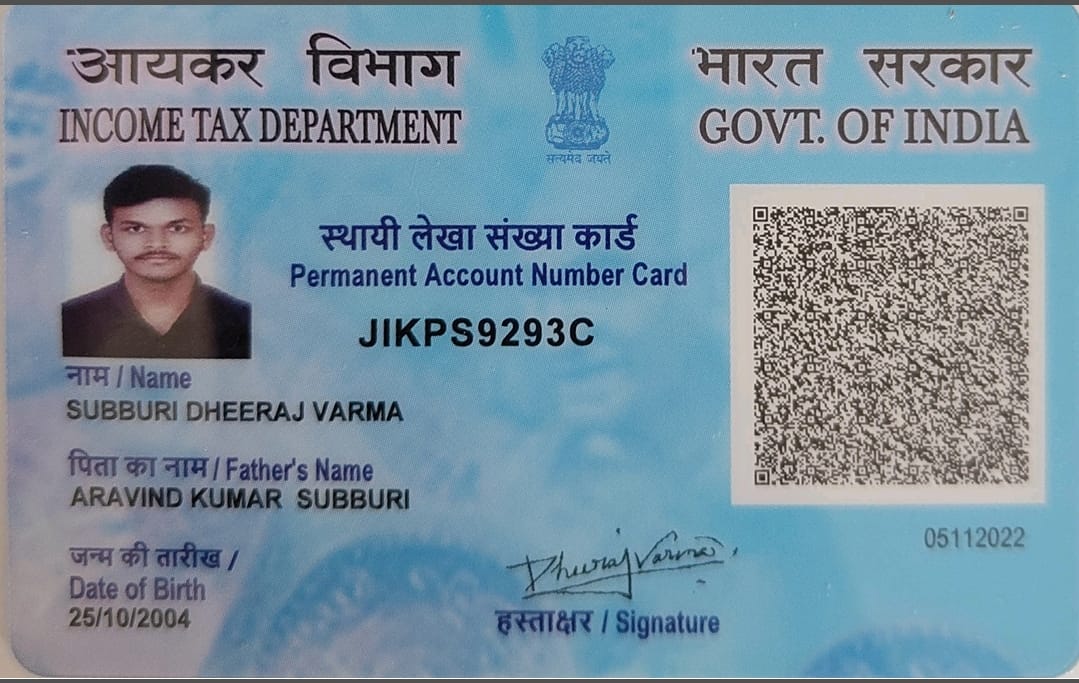 आयकर विभाग
INCOME TAX DEPARTMENT
सत्यमेव जयते
भारत सरकार
GOVT. OF INDIA
स्थायी लेखा संख्या कार्ड
Permanent Account Number Card
JIKPS9293C
नाम / Name
SUBBURI DHEERAJ VARMA
पिता का नाम / Father's Name
ARAVIND KUMAR SUBBURI
जन्म की तारीख /
Date of Birth
25/10/2004
Dheeraj Varma
हस्ताक्षर / Signature
05112022